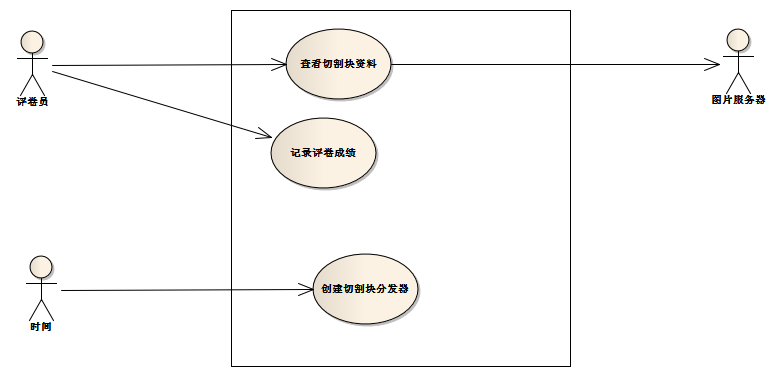 查看切割块资料
评卷员
图片服务器
记录评卷成绩
创建切割块分发器
时间